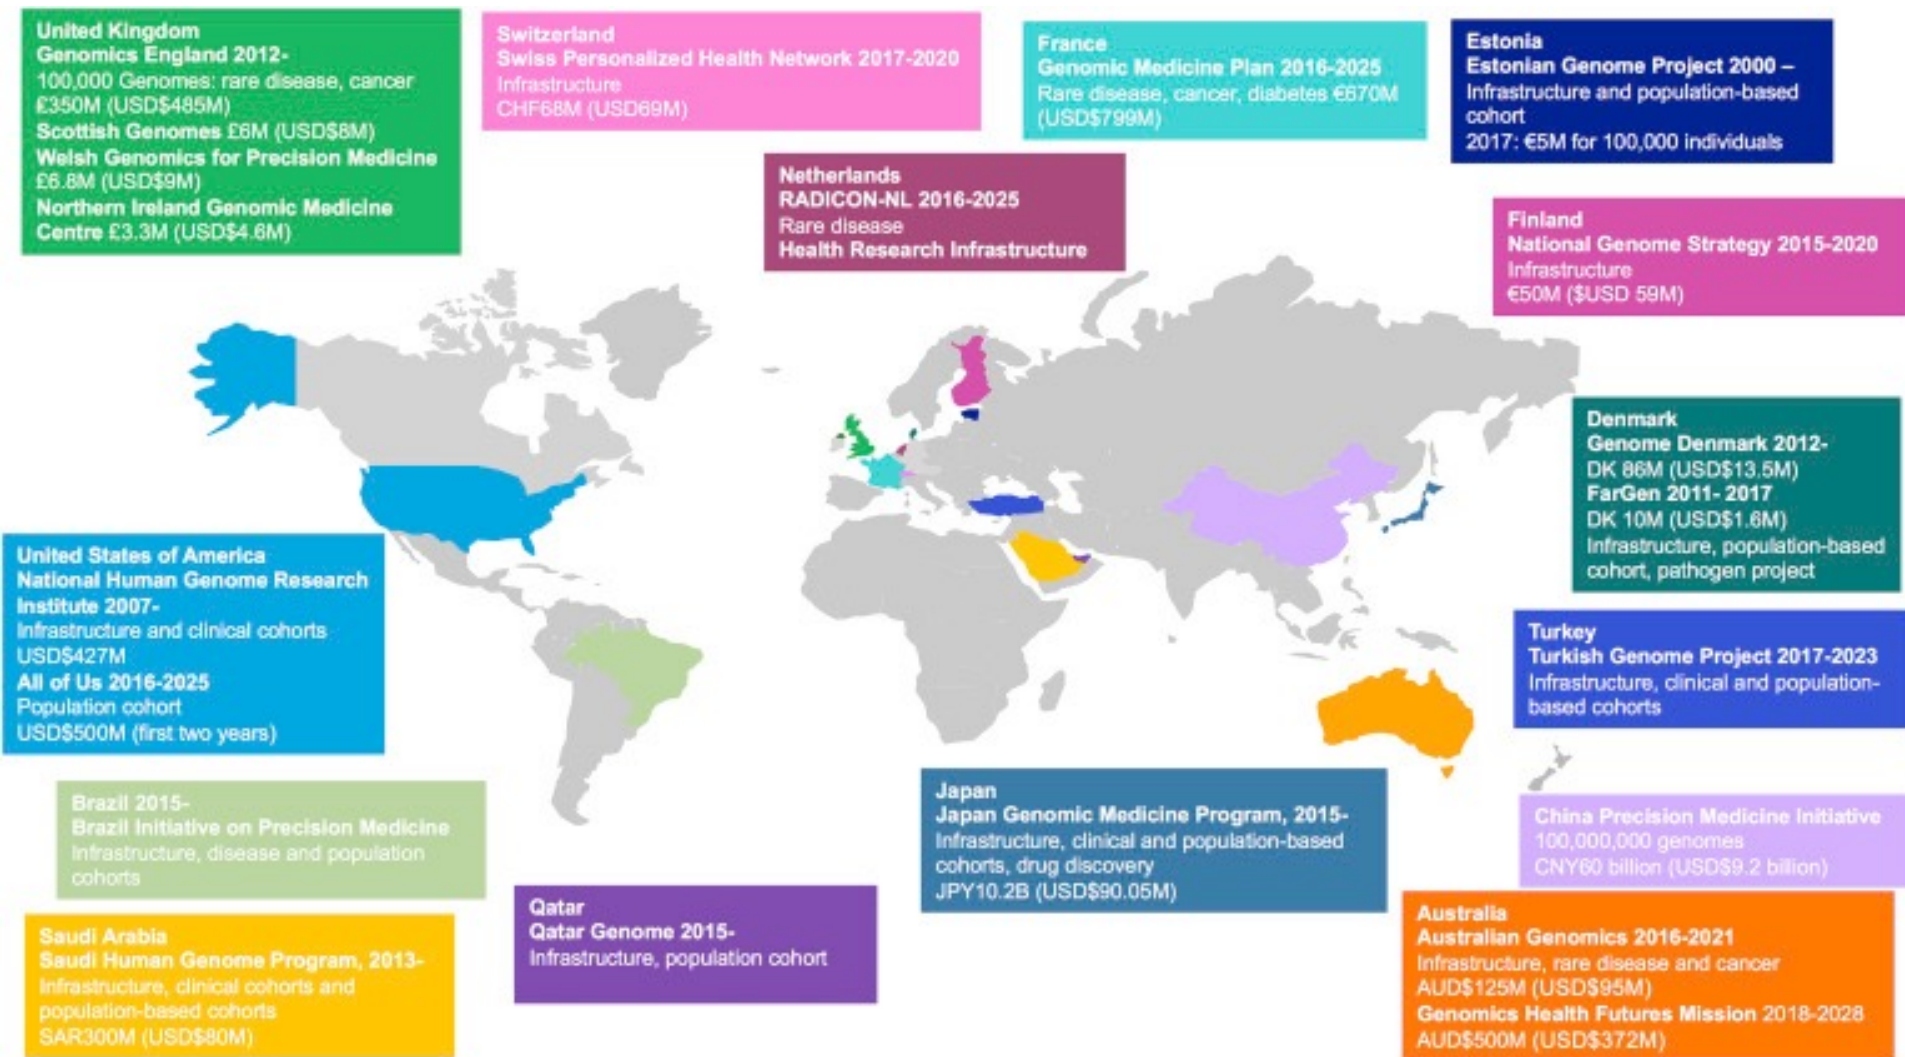 United Kingdom
Genomics England 2012-
100,000 Genomes: rare disease, cancer
£350M (USD$485M)
Scottish Genomes £6M (USD$8M)
Welsh Genomics for Precision Medicine
£6.8M (USD$9M)
Northern Ireland Genomic Medicine
Centre £3.3M (USD$4.6M)
Switzerland
Swiss Personalized Health Network 2017-2020
Infrastructure
CHF68M (USD69M)
France
Genomic Medicine Plan 2016-2025
Rare disease, cancer, diabetes €670M
(USD$799M)
Estonia
Estonian Genome Project 2000 –
Infrastructure and population-based
cohort
2017: €5M for 100,000 individuals
Netherlands
RADICON-NL 2016-2025
Rare disease
Health Research Infrastructure
Finland
National Genome Strategy 2015-2020
Infrastructure
€50M ($USD 59M)
Denmark
Genome Denmark 2012-
DK 86M (USD$13.5M)
FarGen 2011- 2017
DK 10M (USD$1.6M)
Infrastructure, population-based
cohort, pathogen project
United States of America
National Human Genome Research
Institute 2007-
Infrastructure and clinical cohorts
USD$427M
All of Us 2016-2025
Population cohort
USD$500M (first two years)
Turkey
Turkish Genome Project 2017-2023
Infrastructure, clinical and population-
based cohorts
Brazil 2015-
Brazil Initiative on Precision Medicine
Infrastructure, disease and population
cohorts
Japan
Japan Genomic Medicine Program, 2015-
Infrastructure, clinical and population-based
cohorts, drug discovery
JPY10.2B (USD$90.05M)
China Precision Medicine Initiative
100,000,000 genomes
CNY60 billion (USD$9.2 billion)
Saudi Arabia
Saudi Human Genome Program, 2013-
Infrastructure, clinical cohorts and
population-based cohorts
SAR300M (USD$80M)
Qatar
Qatar Genome 2015-
Infrastructure, population cohort
Australia
Australian Genomics 2016-2021
Infrastructure, rare disease and cancer
AUD$125M (USD$95M)
Genomics Health Futures Mission 2018-2028
AUD$500M (USD$372M)